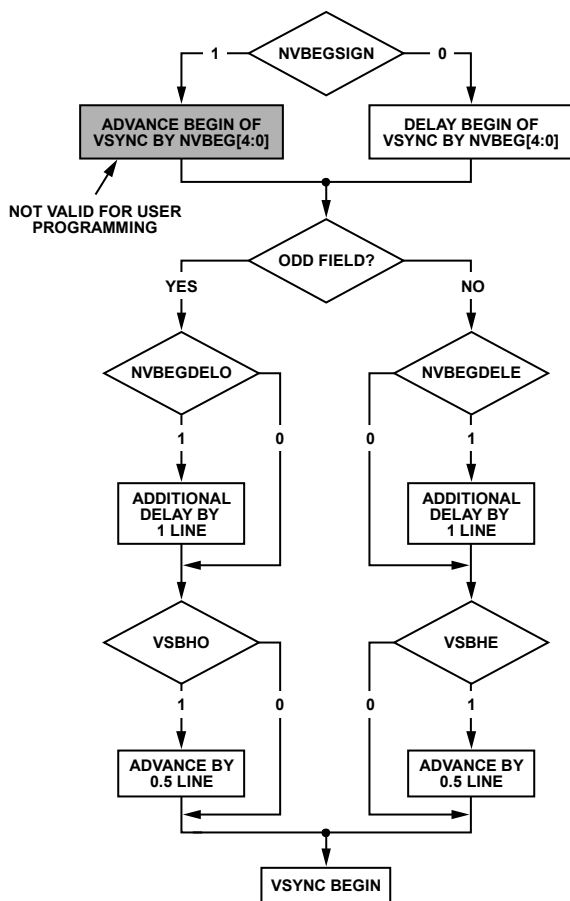 NVBEGSIGN
1
0
ADVANCE BEGIN OF
VSYNC BY NVBEG[4:0]
DELAY BEGIN OF
VSYNC BY NVBEG[4:0]
NOT VALID FOR USER
PROGRAMMING
ODD FIELD?
YES
NO
NVBEGDELO
NVBEGDELE
1
0
0
1
ADDITIONAL
DELAY BY
1 LINE
ADDITIONAL
DELAY BY
1 LINE
VSBHO
VSBHE
1
0
0
1
ADVANCE BY
0.5 LINE
ADVANCE BY
0.5 LINE
VSYNC BEGIN